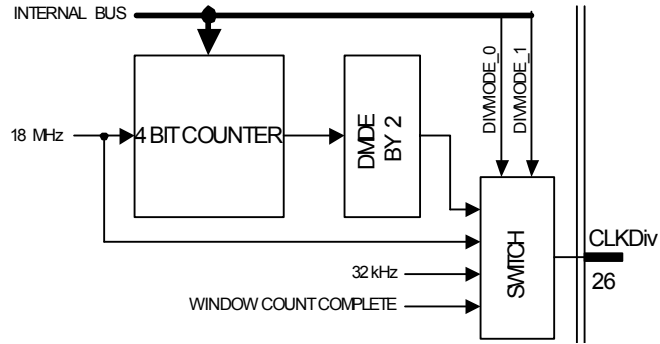 INTERNAL BUS
DIVMODE_0
DIVMODE_1
18 MHz
4 BIT COUNTER
DIVIDE
BY 2
SWITCH
CLKDiv
26
32 kHz
WINDOW COUNT COMPLETE